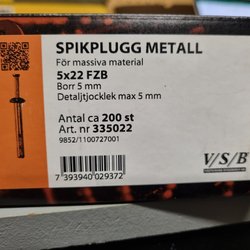 SPIKPLUGG METALL
För massiva material
5x22 FZB
Borr 5 mm
Detaljtjocklek max 5 mm
Antal ca 200 st
Art. nr 335022
9852/1100727001
7 393940 029372
V/S/B